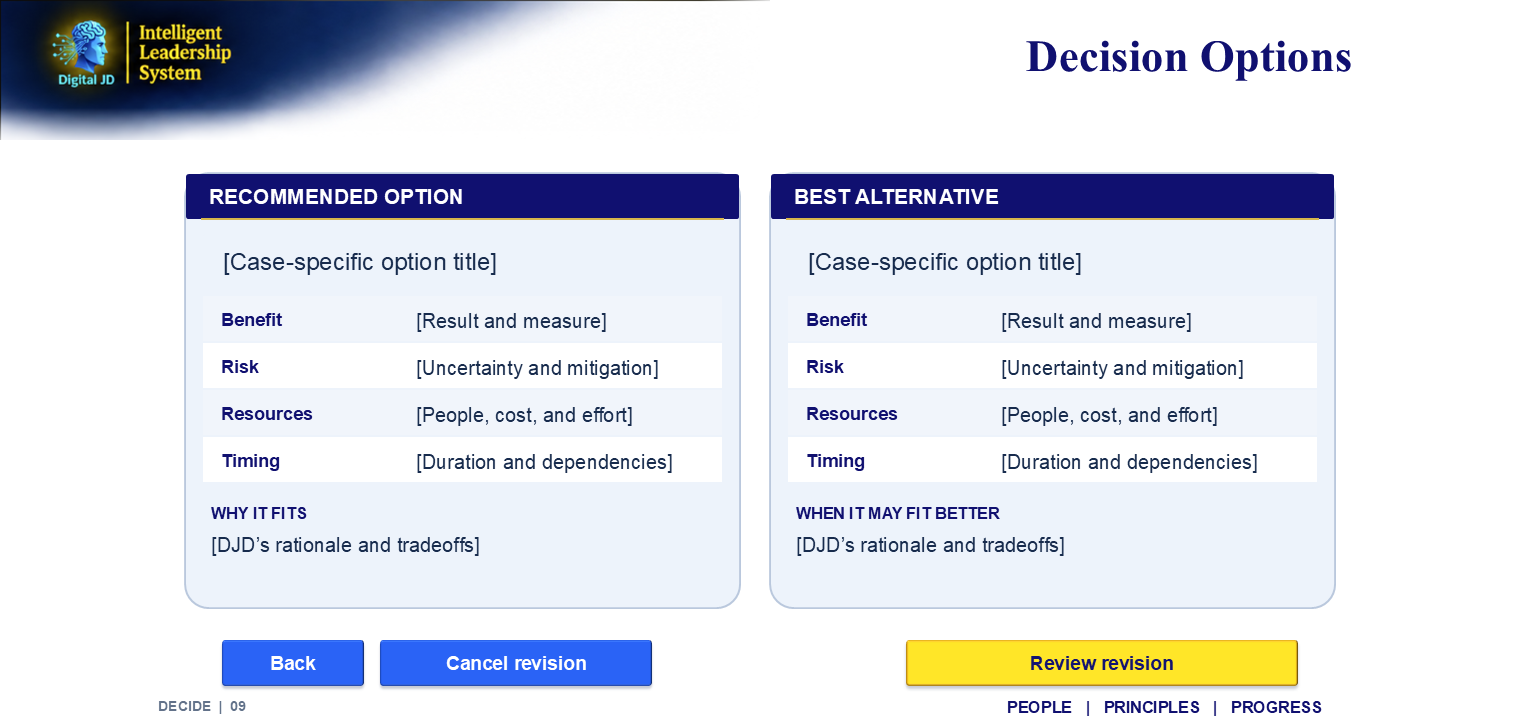 Intelligent
Leadership
System
Digital JD
Decision Options
RECOMMENDED OPTION
[Case-specific option title]
Benefit [Result and measure]
Risk [Uncertainty and mitigation]
Resources [People, cost, and effort]
Timing [Duration and dependencies]
WHY IT FITS
[DJD’s rationale and tradeoffs]
BEST ALTERNATIVE
[Case-specific option title]
Benefit [Result and measure]
Risk [Uncertainty and mitigation]
Resources [People, cost, and effort]
Timing [Duration and dependencies]
WHEN IT MAY FIT BETTER
[DJD’s rationale and tradeoffs]
Back
Cancel revision
Review revision
DECIDE | 09
PEOPLE | PRINCIPLES | PROGRESS